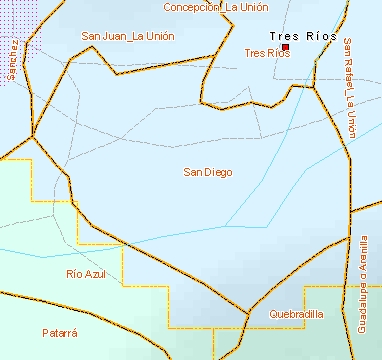 Concepción_La Unión
San Juan_La Unión
Tres Ríos
Tres Ríos
Sanchez
San Rafael_La Unión
San Diego
Río Azul
Guadalupe o Arenilla
Quebradilla
Patarrá